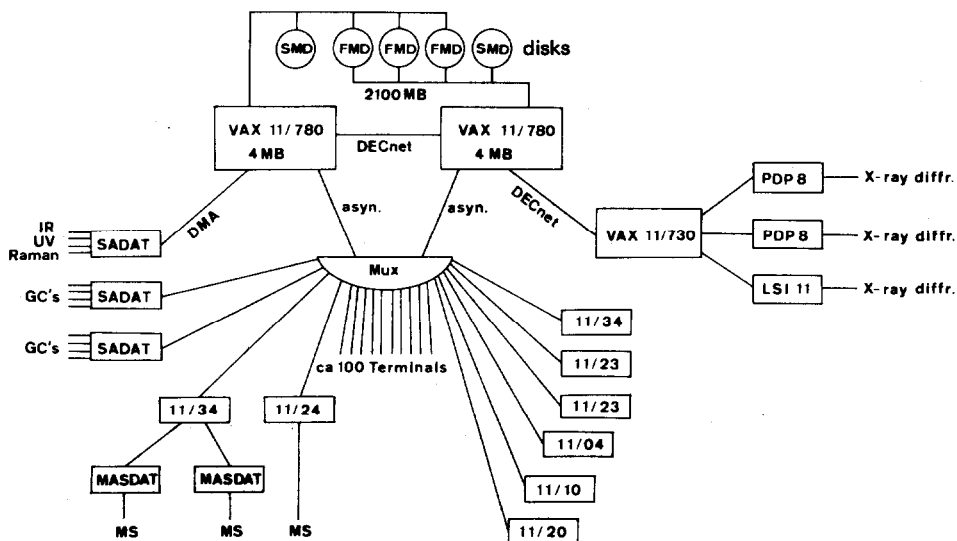 SMD FMD FMD FMD SMD disks
2100 MB
VAX 11/780
4 MB
DECnet
VAX 11/780
4 MB
DMA
asyn.
asyn.
DECnet
IR
UV
Raman
SADAT
GC's
SADAT
GC's
SADAT
Mux
ca 100 Terminals
VAX 11/730
PDP 8
X-ray diffr.
PDP 8
X-ray diffr.
LSI 11
X-ray diffr.
11/34
11/23
11/23
11/04
11/10
11/20
11/34
11/24
MASDAT
MASDAT
MS
MS
MS